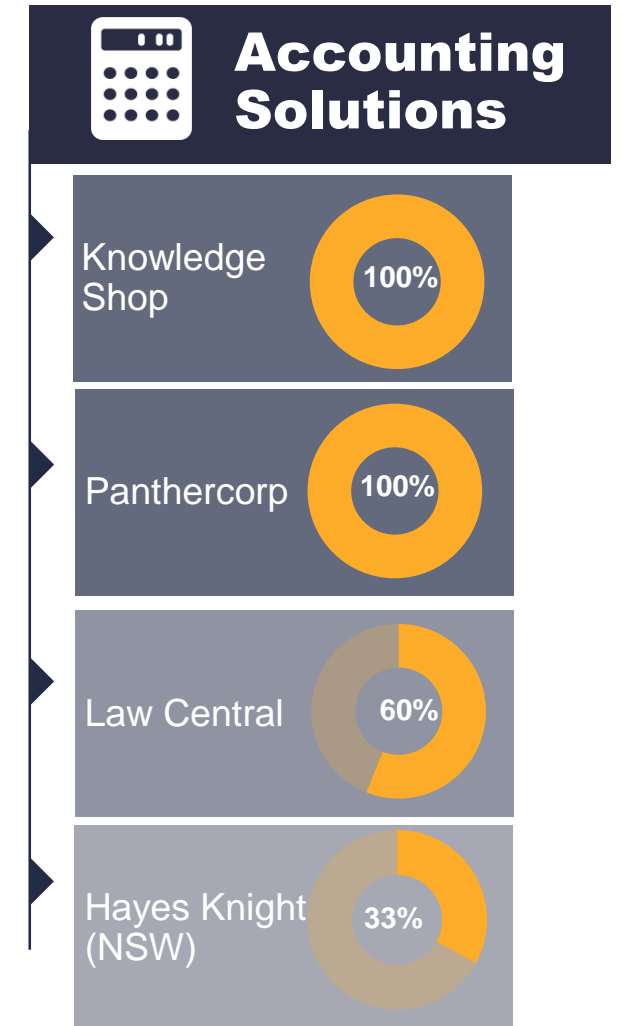 Accounting
Solutions
Knowledge
Shop
100%
Panthercorp
100%
Law Central
60%
Hayes Knight
(NSW)
33%